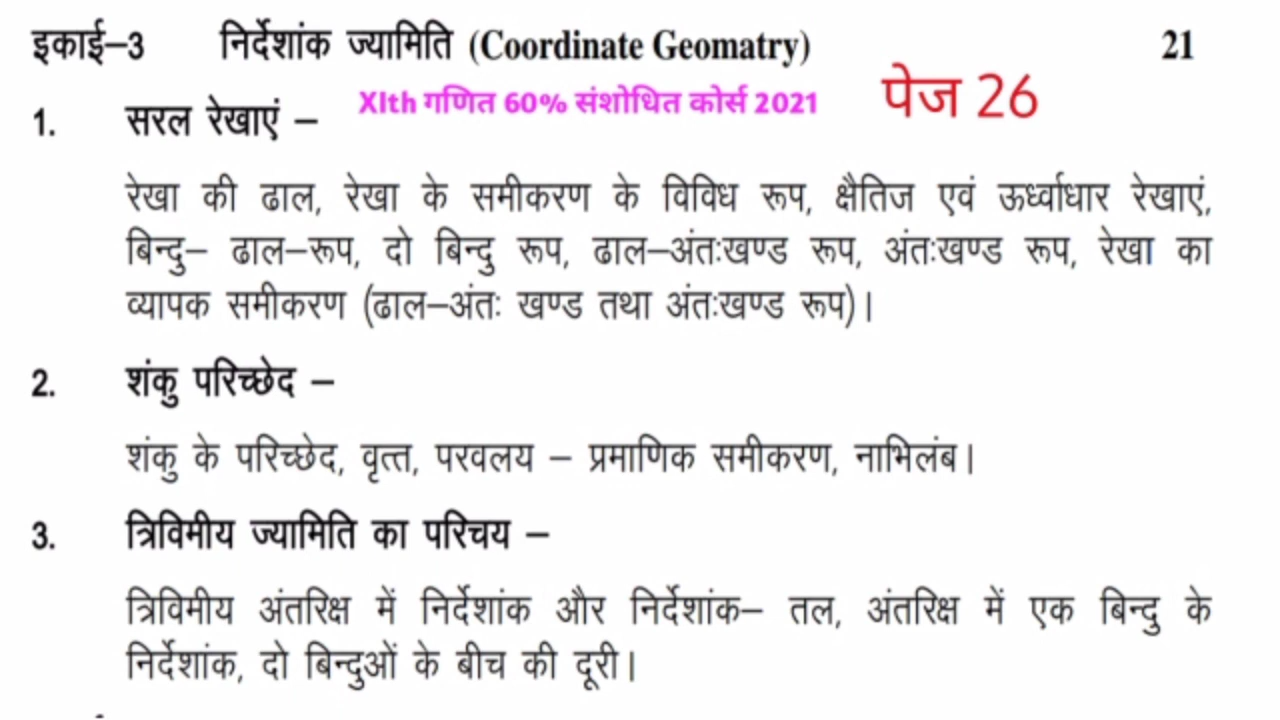 इकाई–3 निर्देशांक ज्यामिति (Coordinate Geomatry) 21
XIth गणित 60% संशोधित कोर्स 2021 पेज 26
1. सरल रेखाएं –
रेखा की ढाल, रेखा के समीकरण के विविध रूप, क्षैतिज एवं ऊर्ध्वाधार रेखाएं,
बिन्दु– ढाल–रूप, दो बिन्दु रूप, ढाल–अंतःखण्ड रूप, अंतःखण्ड रूप, रेखा का
व्यापक समीकरण (ढाल–अंतः खण्ड तथा अंतःखण्ड रूप)।
2. शंकु परिच्छेद –
शंकु के परिच्छेद, वृत्त, परवलय – प्रमाणिक समीकरण, नाभिलंब।
3. त्रिविमीय ज्यामिति का परिचय –
त्रिविमीय अंतरिक्ष में निर्देशांक और निर्देशांक– तल, अंतरिक्ष में एक बिन्दु के
निर्देशांक, दो बिन्दुओं के बीच की दूरी।